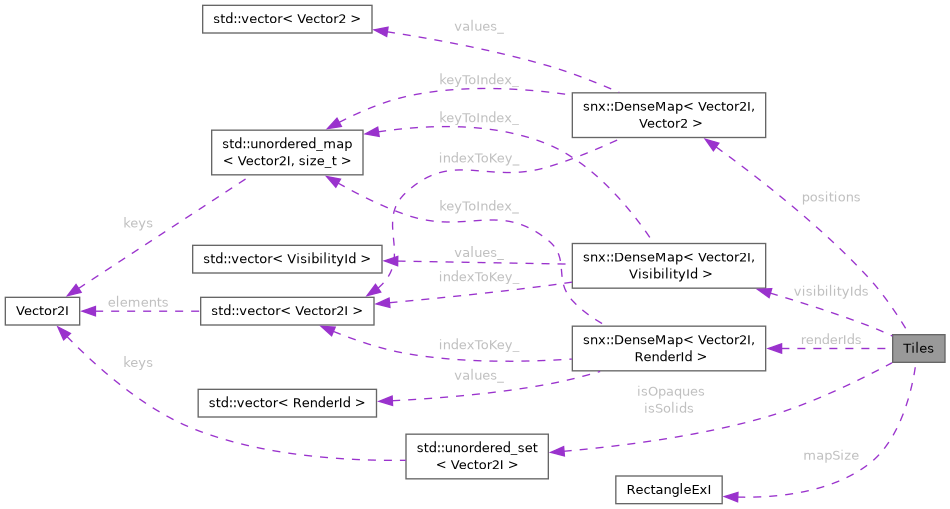 std::vector< Vector2 >
values_
keyToIndex_
snx::DenseMap< Vector2I,
Vector2 >
keyToIndex_
std::unordered_map
< Vector2I, size_t >
indexToKey_
positions
keyToIndex_
keys
std::vector< VisibilityId >
values_
snx::DenseMap< Vector2I,
VisibilityId >
indexToKey_
visibilityIds
Vector2I
elements
std::vector< Vector2I >
indexToKey_
snx::DenseMap< Vector2I,
RenderId >
renderIds
Tiles
keys
values_
std::vector< RenderId >
isOpaques
isSolids
std::unordered_set
< Vector2I >
mapSize
RectangleExI